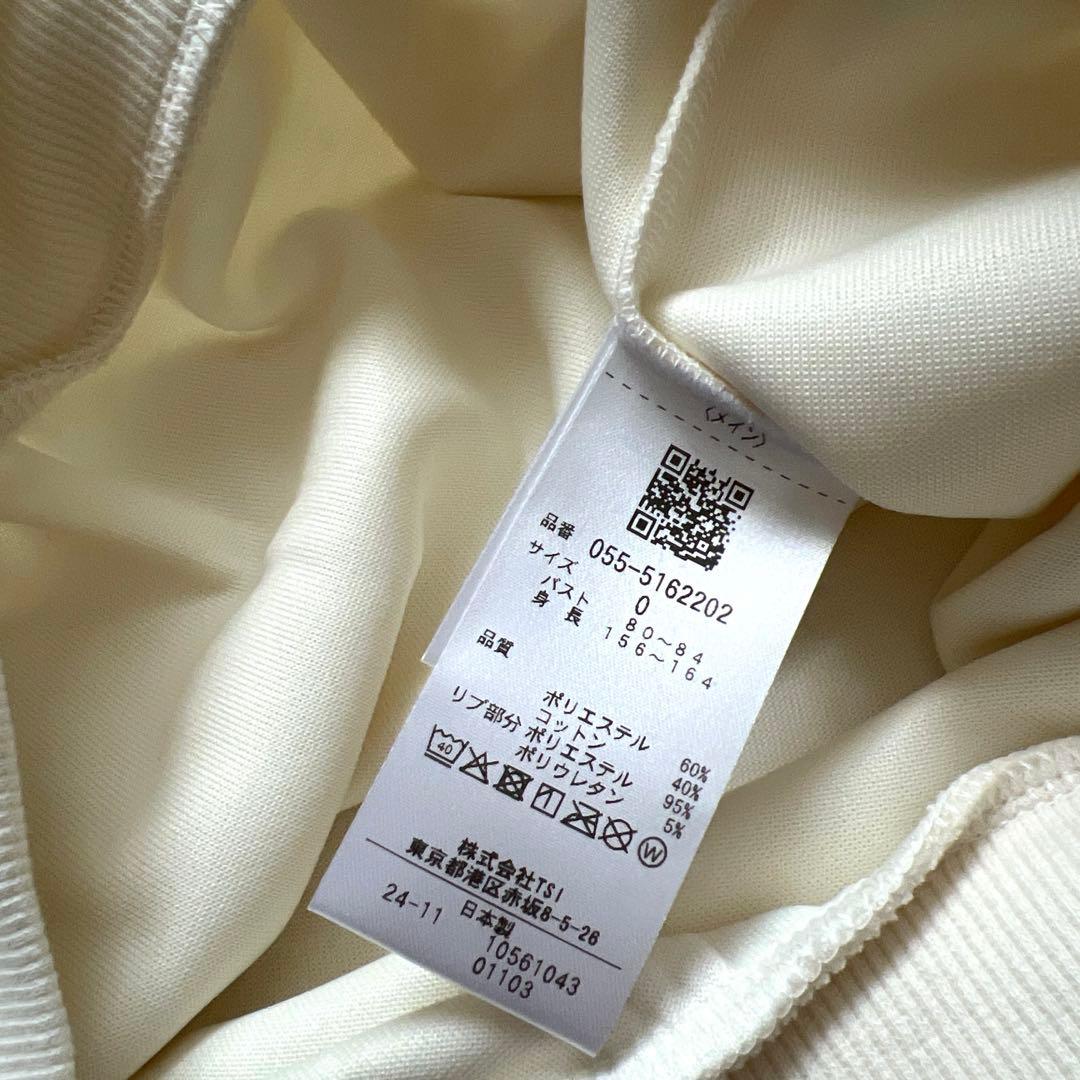 〈メイン〉
品番 055-5162202
サイズ 0
バスト 80～84
身長 156～164
品質
ポリエステル 60%
コットン 40%
リブ部分 ポリエステル 95%
ポリウレタン 5%
40
W
株式会社TSI
東京都港区赤坂8-5-26
24-11 日本製
10561043
01103